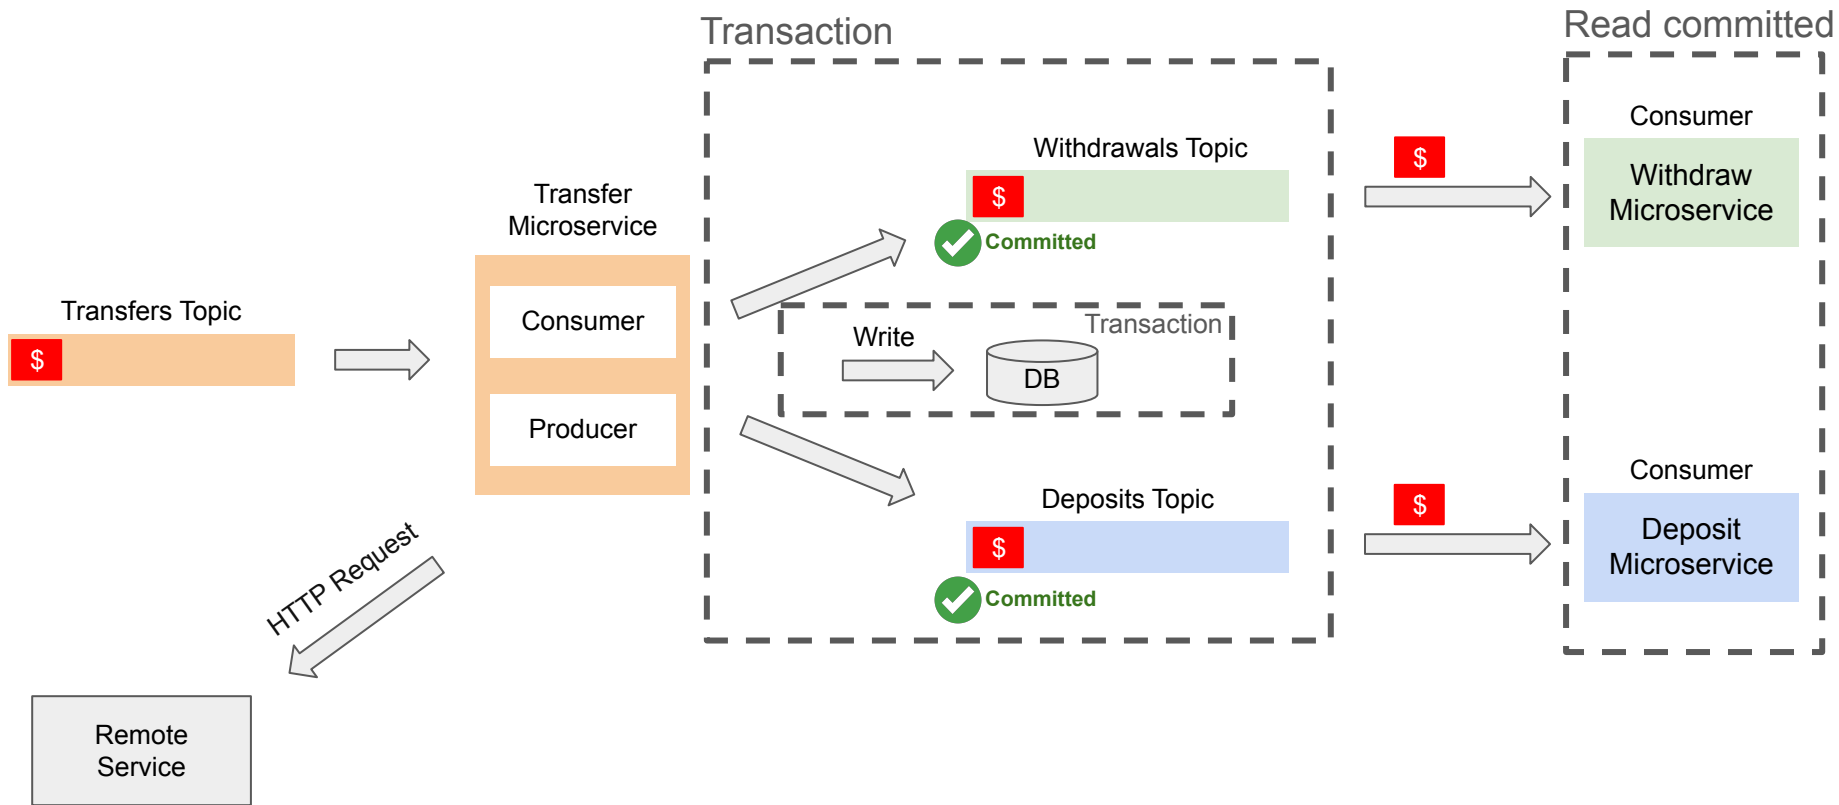 Transaction
Read committed
Transfers Topic
$
Transfer
Microservice
Consumer
Producer
HTTP Request
Remote
Service
Withdrawals Topic
$
Committed
Transaction
Write
DB
Deposits Topic
$
Committed
$
$
Consumer
Withdraw
Microservice
Consumer
Deposit
Microservice